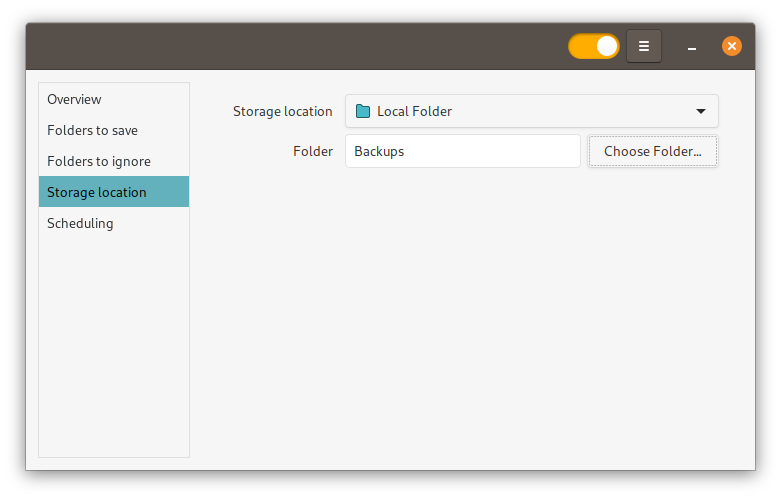 Overview
Folders to save
Folders to ignore
Storage location
Scheduling
Storage location Local Folder
Folder Backups Choose Folder...